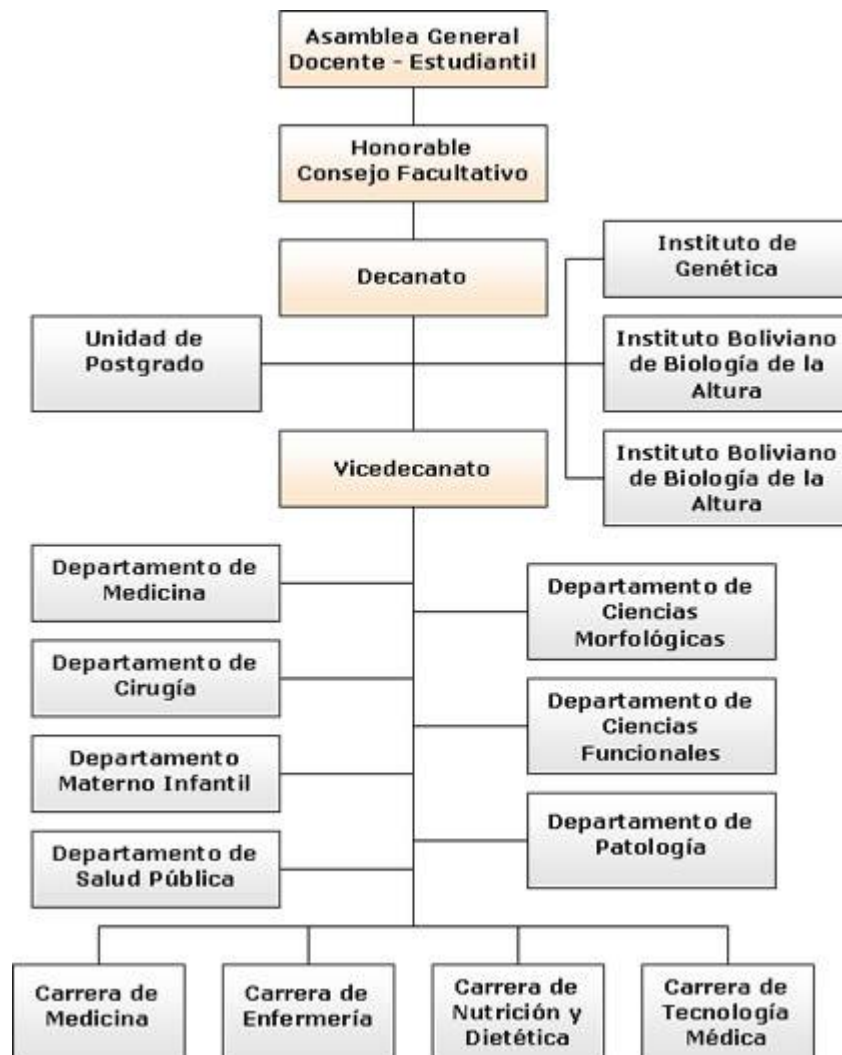 Asamblea General
Docente - Estudiantil
Honorable
Consejo Facultativo
Decanato
Instituto de
Genética
Unidad de
Postgrado
Instituto Boliviano
de Biología de la
Altura
Vicedecanato
Instituto Boliviano
de Biología de la
Altura
Departamento de
Medicina
Departamento de
Ciencias
Morfológicas
Departamento de
Cirugía
Departamento de
Ciencias
Funcionales
Departamento
Materno Infantil
Departamento de
Patología
Departamento de
Salud Pública
Carrera de
Medicina
Carrera de
Enfermería
Carrera de
Nutrición y
Dietética
Carrera de
Tecnología
Médica